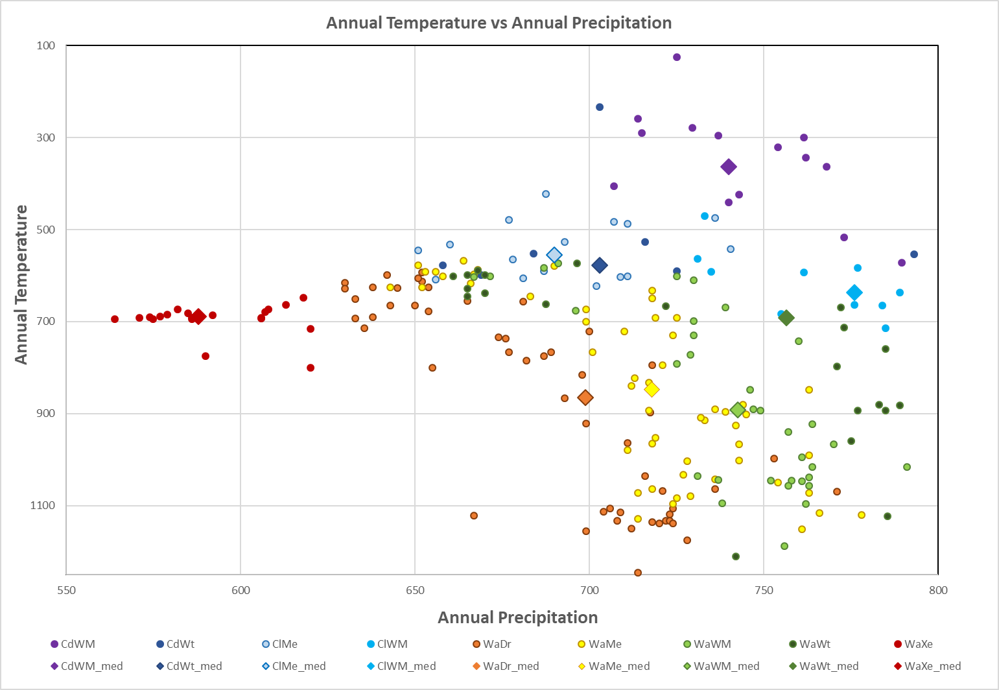 Annual Temperature vs Annual Precipitation
100
300
500
700
900
1100
Annual Temperature
550 600 650 700 750 800
Annual Precipitation
CdWM CdWt ClMe ClWM WaDr WaMe WaWM WaWt WaXe
CdWM_med CdWt_med ClMe_med ClWM_med WaDr_med WaMe_med WaWM_med WaWt_med WaXe_med